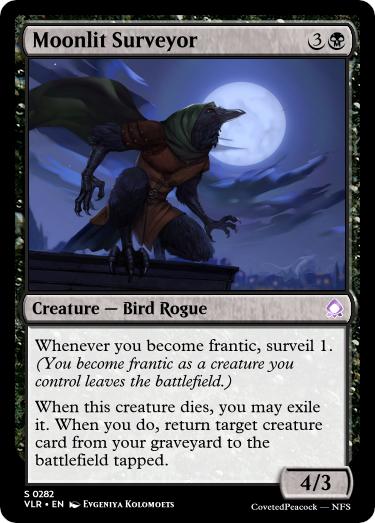 Moonlit Surveyor 3
Creature — Bird Rogue
Whenever you become frantic, surveil 1.
(You become frantic as a creature you
control leaves the battlefield.)
When this creature dies, you may exile
it. When you do, return target creature
card from your graveyard to the
battlefield tapped.
4/3
S 0282
VLR • EN Evgeniya Kolomoets
CovetedPeacock — NFS